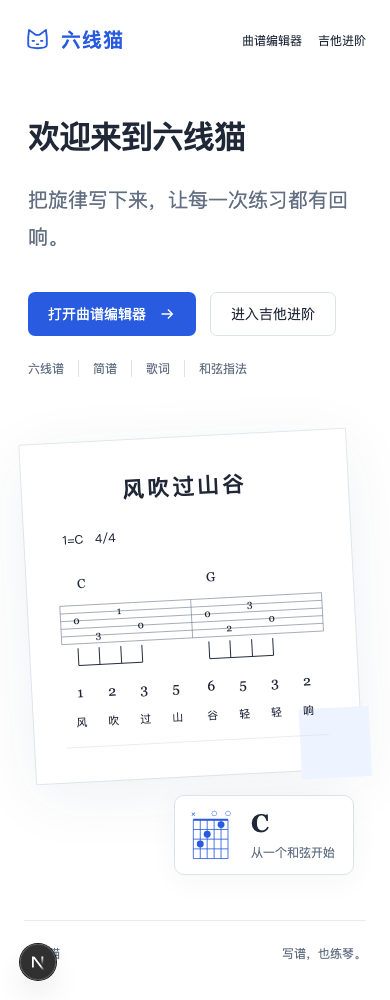 六线猫
曲谱编辑器 吉他进阶
欢迎来到六线猫
把旋律写下来，让每一次练习都有回
响。
打开曲谱编辑器 → 进入吉他进阶
六线谱 简谱 歌词 和弦指法
风吹过山谷
1=C 4/4
C G
0 3 1 0 0 2 3 0
1 2 3 5 6 5 3 2
风 吹 过 山 谷 轻 轻 响
× ○ ○
C
从一个和弦开始
N 猫
写谱，也练琴。